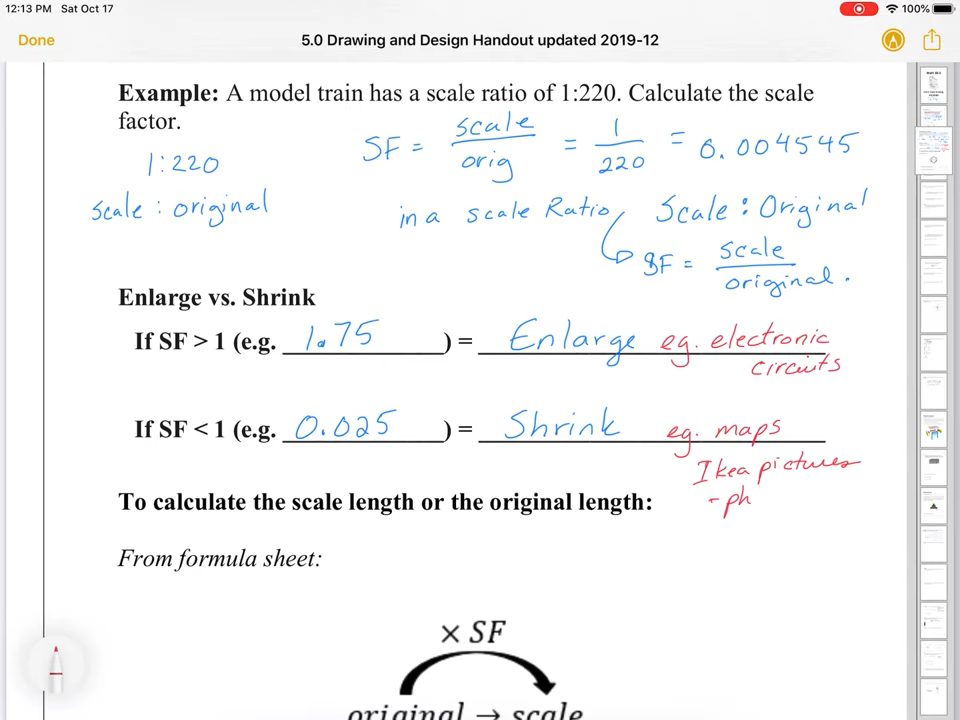 12:13 PM Sat Oct 17
100%
Done
5.0 Drawing and Design Handout updated 2019-12
Example: A model train has a scale ratio of 1:220. Calculate the scale
factor.
SF = scale/orig = 1/220 = 0.004545
1:220
scale : original
in a scale Ratio Scale : Original
SF = scale/original.
Enlarge vs. Shrink
If SF > 1 (e.g. 1.75) = Enlarge eg. electronic
circuits
If SF < 1 (e.g. 0.025) = Shrink eg. maps
Ikea pictures
- ph
To calculate the scale length or the original length:
From formula sheet:
× SF
original → scale